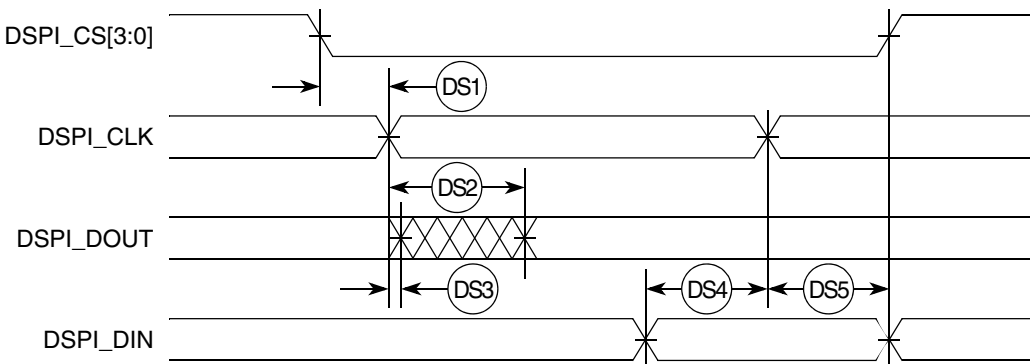 DSPI_CS[3:0]
DS1
DSPI_CLK
DS2
DSPI_DOUT
DS3
DS4
DS5
DSPI_DIN